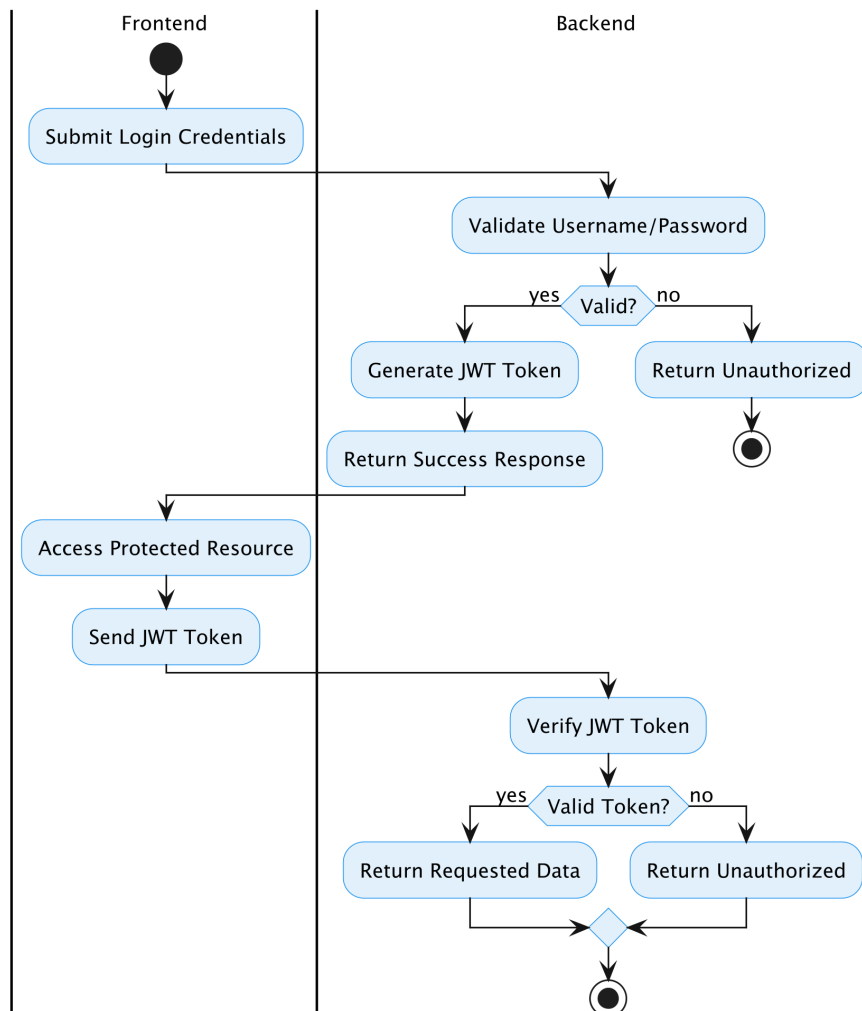 Frontend
Backend
Submit Login Credentials
Validate Username/Password
yes
Valid?
no
Generate JWT Token
Return Unauthorized
Return Success Response
Access Protected Resource
Send JWT Token
Verify JWT Token
yes
Valid Token?
no
Return Requested Data
Return Unauthorized